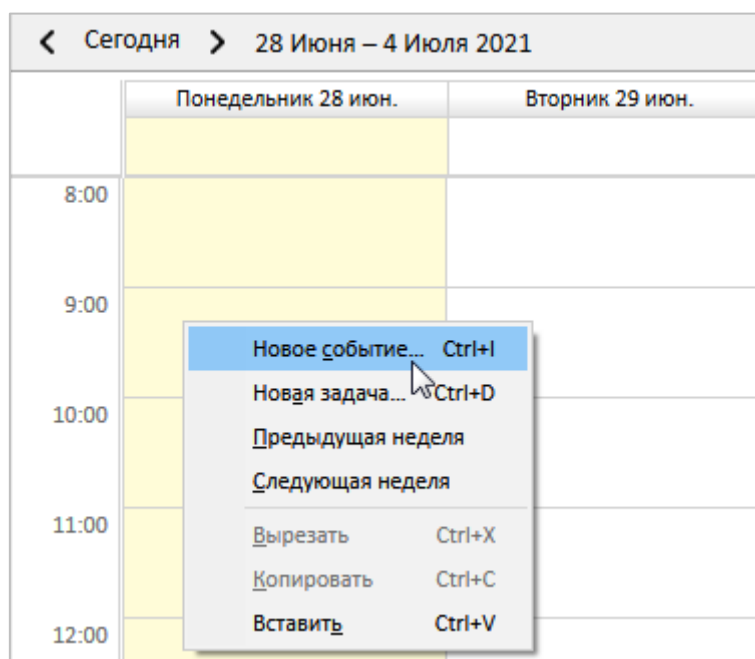 Сегодня 28 Июня – 4 Июля 2021
Понедельник 28 июн. Вторник 29 июн.
8:00
9:00
Новое событие... Ctrl+I
Новая задача... Ctrl+D
10:00
Предыдущая неделя
Следующая неделя
11:00
Вырезать Ctrl+X
Копировать Ctrl+C
Вставить Ctrl+V
12:00